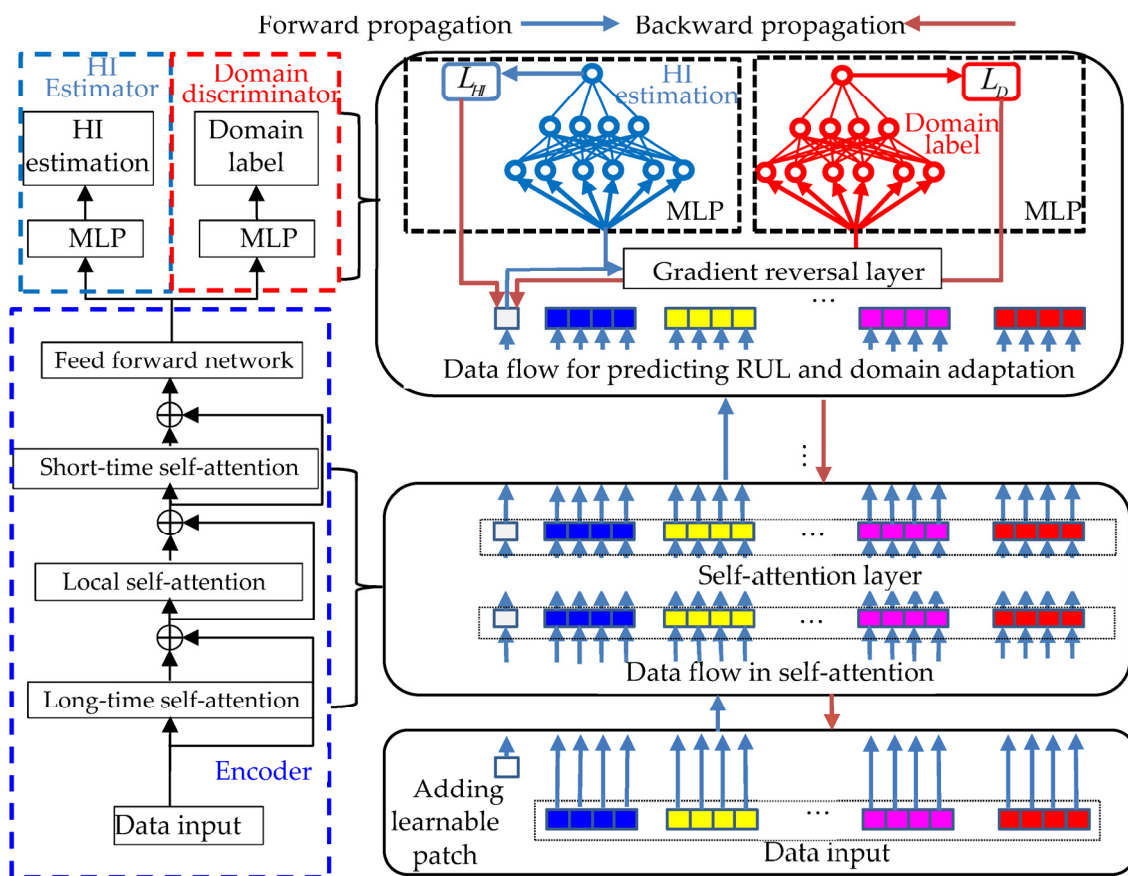 Forward propagation
Backward propagation
HI
Estimator
Domain
discriminator
HI
estimation
Domain
label
MLP
MLP
Feed forward network
Short-time self-attention
Local self-attention
Long-time self-attention
Encoder
Data input
L_HI
HI
estimation
MLP
L_D
Domain
label
MLP
Gradient reversal layer
...
Data flow for predicting RUL and domain adaptation
...
...
Self-attention layer
...
Data flow in self-attention
Adding
learnable
patch
...
Data input